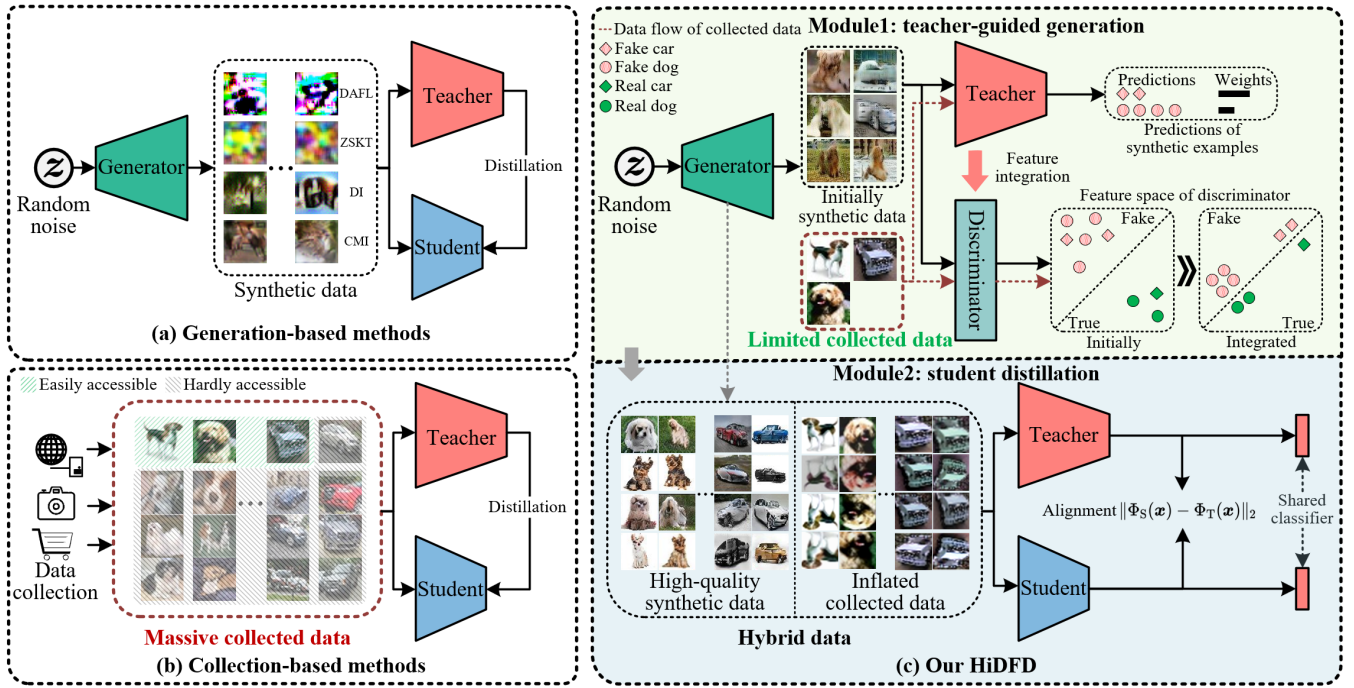 z
Random
noise
Generator
DAFL
ZSKT
DI
CMI
Synthetic data
Teacher
Distillation
Student
(a) Generation-based methods
Easily accessible
Hardly accessible
Data
collection
Massive collected data
Teacher
Distillation
Student
(b) Collection-based methods
Module1: teacher-guided generation
Data flow of collected data
Fake car
Fake dog
Real car
Real dog
z
Random
noise
Generator
Initially
synthetic data
Limited collected data
Teacher
Predictions
Weights
Predictions of
synthetic examples
Feature
integration
Discriminator
Feature space of discriminator
Fake
True
Initially
Fake
True
Integrated
Module2: student distillation
High-quality
synthetic data
Inflated
collected data
Hybrid data
Teacher
Student
Alignment ‖Φ_S(x) − Φ_T(x)‖₂
Shared
classifier
(c) Our HiDFD